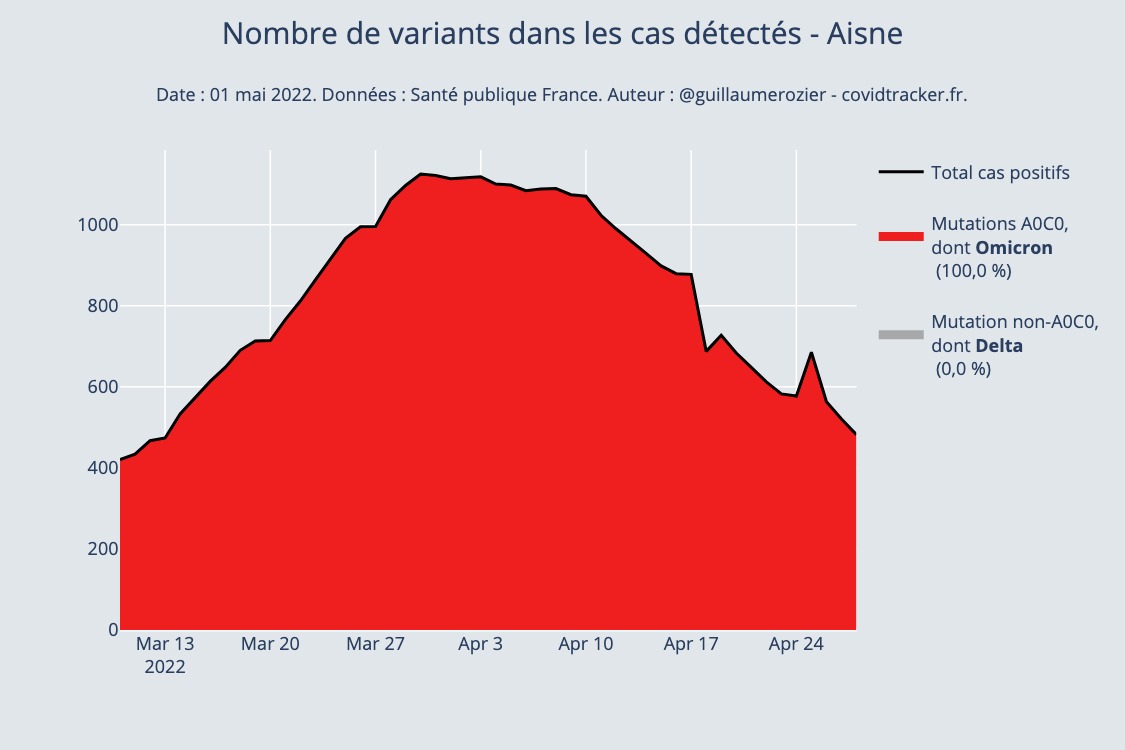 Nombre de variants dans les cas détectés - Aisne
Date : 01 mai 2022. Données : Santé publique France. Auteur : @guillaumerozier - covidtracker.fr.
Total cas positifs
Mutations A0C0,
dont Omicron
(100,0 %)
Mutation non-A0C0,
dont Delta
(0,0 %)
1000
800
600
400
200
0
Mar 13
2022
Mar 20
Mar 27
Apr 3
Apr 10
Apr 17
Apr 24